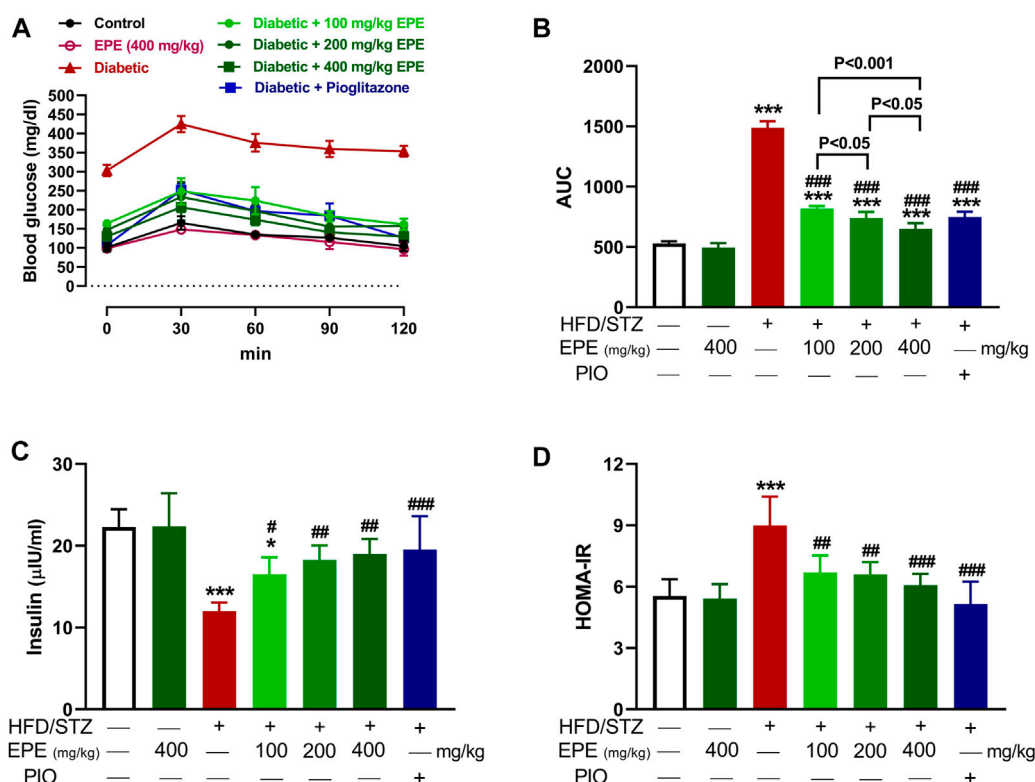 A
Control
EPE (400 mg/kg)
Diabetic
Diabetic + 100 mg/kg EPE
Diabetic + 200 mg/kg EPE
Diabetic + 400 mg/kg EPE
Diabetic + Pioglitazone
Blood glucose (mg/dl)
500
450
400
350
300
250
200
150
100
50
0
0 30 60 90 120
min
B
AUC
2000
1500
1000
500
0
P<0.001
P<0.05
P<0.05
***
### ### ### ###
*** *** *** ***
HFD/STZ — — + + + + +
EPE (mg/kg) — 400 — 100 200 400 — mg/kg
PIO — — — — — — +
C
Insulin (μIU/ml)
30
20
10
0
***
# ## ## ###
*
HFD/STZ — — + + + + +
EPE (mg/kg) — 400 — 100 200 400 — mg/kg
PIO — — — — — — +
D
HOMA-IR
12
9
6
3
0
***
## ## ### ###
HFD/STZ — — + + + + +
EPE (mg/kg) — 400 — 100 200 400 — mg/kg
PIO — — — — — — +